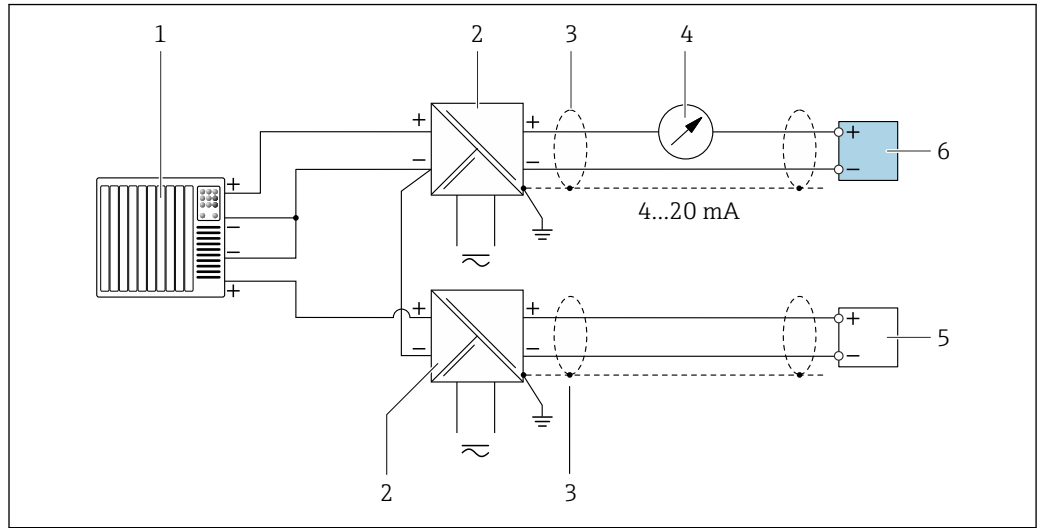 1 2 3 4
+ +
− − + − 6
+ 4...20 mA
−
−
+
+ + + 5
− − −
2 3